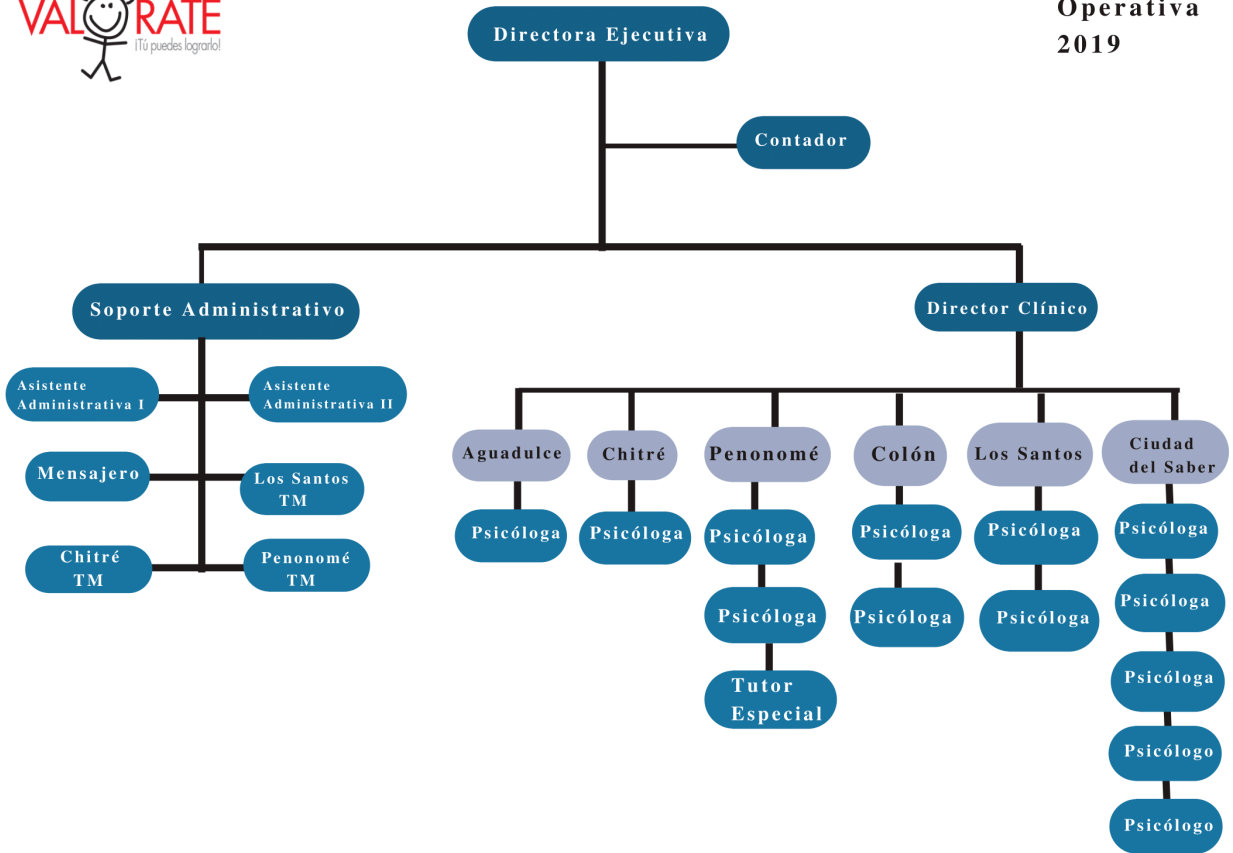 VALORATE
¡Tú puedes lograrlo!
Operativa
2019
Directora Ejecutiva
Contador
Soporte Administrativo
Director Clínico
Asistente
Administrativa I
Asistente
Administrativa II
Mensajero
Los Santos
TM
Chitré
TM
Penonomé
TM
Aguadulce
Chitré
Penonomé
Colón
Los Santos
Ciudad
del Saber
Psicóloga
Psicóloga
Psicóloga
Psicóloga
Psicóloga
Psicóloga
Psicóloga
Psicóloga
Psicóloga
Psicóloga
Tutor
Especial
Psicóloga
Psicólogo
Psicólogo